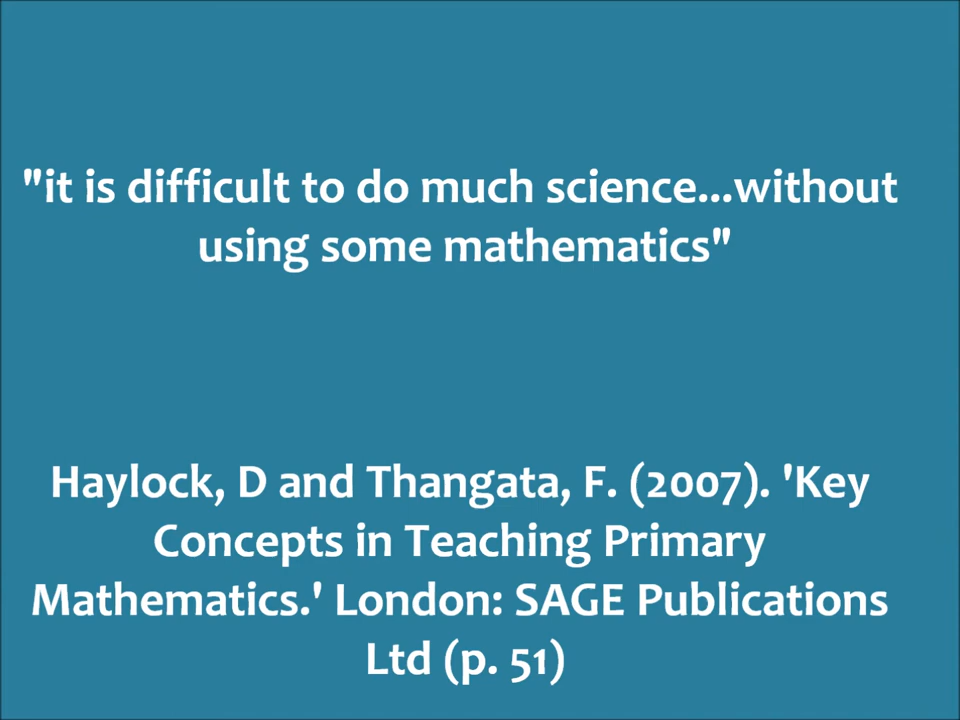 "it is difficult to do much science...without
using some mathematics"
Haylock, D and Thangata, F. (2007). 'Key
Concepts in Teaching Primary
Mathematics.' London: SAGE Publications
Ltd (p. 51)